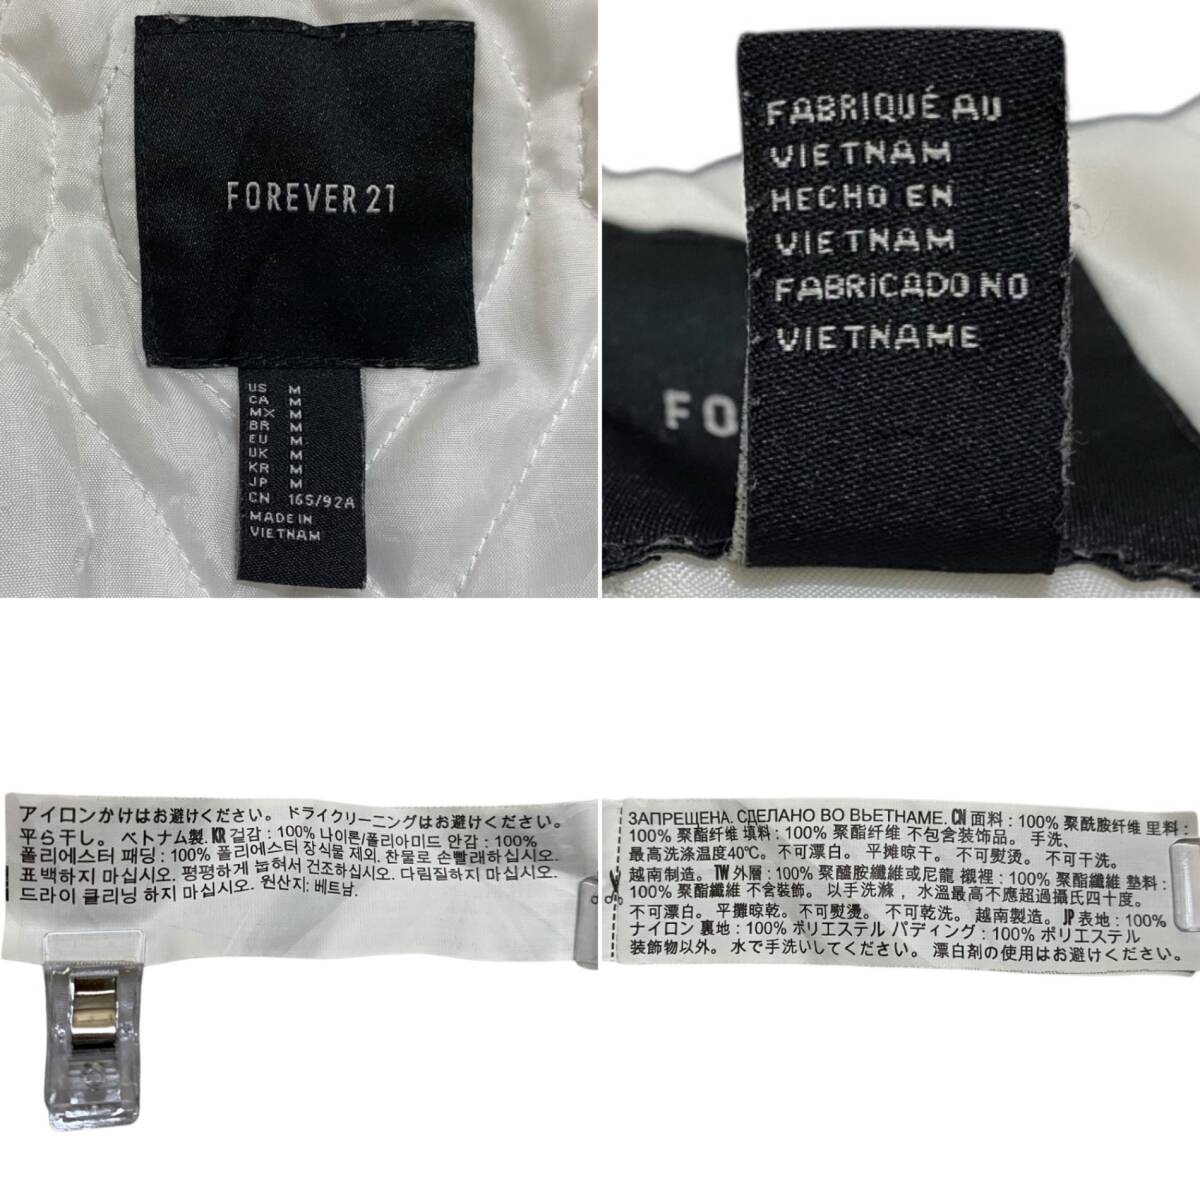 FOREVER 21
US M
CA M
MX M
BR M
EU M
UK M
KR M
JP M
CN 165/92A
MADE IN
VIETNAM
FABRIQUÉ AU
VIETNAM
HECHO EN
VIETNAM
FABRICADO NO
VIETNAME
FO
アイロンかけはお避けください。ドライクリーニングはお避けください。
平ら干し。ベトナム製. KR 겉감 : 100% 나이론/폴리아미드 안감 : 100%
폴리에스터 패딩 : 100% 폴리에스터 장식물 제외. 찬물로 손빨래하십시오.
표백하지 마십시오. 평평하게 눕혀서 건조하십시오. 다림질하지 마십시오.
드라이 클리닝 하지 마십시오. 원산지: 베트남.
ЗАПРЕЩЕНА. СДЕЛАНО ВО ВЬЕТНАМЕ. CN 面料 : 100% 聚酰胺纤维 里料 :
100% 聚酯纤维 填料 : 100% 聚酯纤维 不包含装饰品。手洗、
最高洗涤温度40℃。不可漂白。平摊晾干。不可熨烫。不可干洗。
越南制造。TW 外層 : 100% 聚醯胺纖維或尼龍 襯裡 : 100% 聚酯纖維 墊料 :
100% 聚酯纖維 不含裝飾。以手洗滌，水溫最高不應超過攝氏四十度。
不可漂白。平攤晾乾。不可熨燙。不可乾洗。越南製造。JP 表地 : 100%
ナイロン 裏地 : 100% ポリエステル パディング : 100% ポリエステル
装飾物以外。水で手洗いしてください。漂白剤の使用はお避けください。